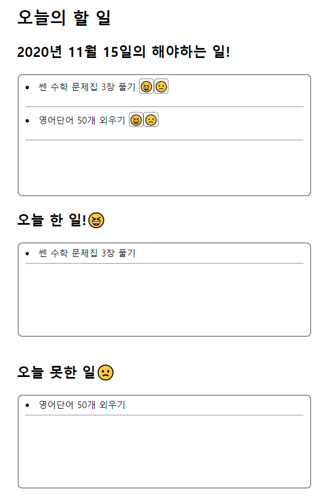 오늘의 할 일
2020년 11월 15일의 해야하는 일!
쎈 수학 문제집 3장 풀기 😆😟
영어단어 50개 외우기 😆😟
오늘 한 일!😆
쎈 수학 문제집 3장 풀기
오늘 못한 일🙁
영어단어 50개 외우기